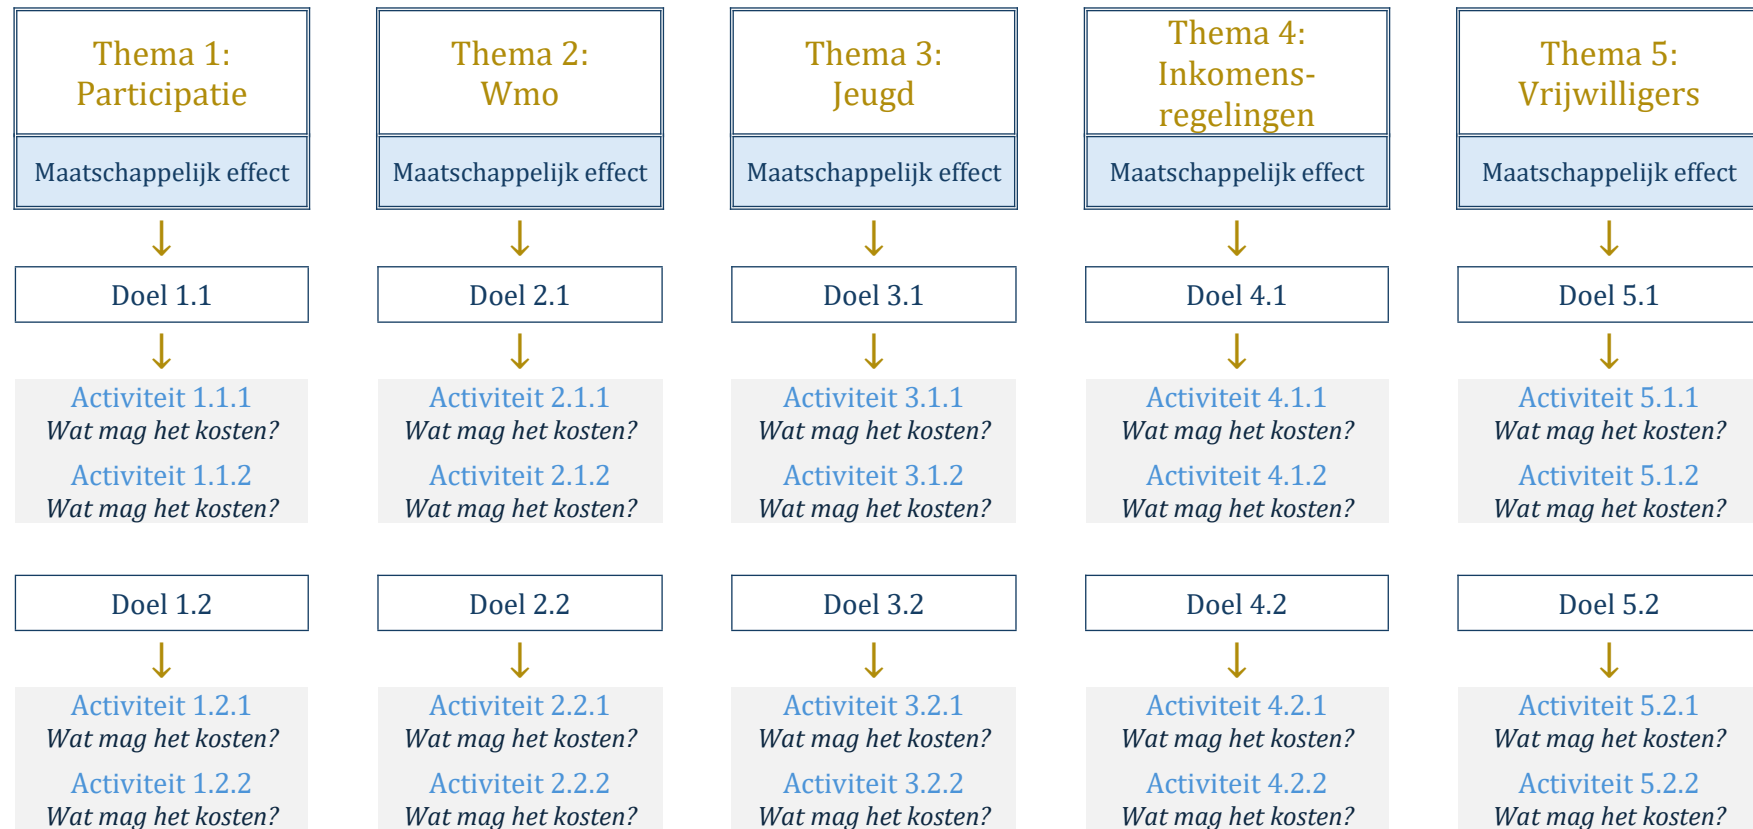 Thema 1:
Participatie
Maatschappelijk effect
↓
Doel 1.1
↓
Activiteit 1.1.1
Wat mag het kosten?
Activiteit 1.1.2
Wat mag het kosten?
Doel 1.2
↓
Activiteit 1.2.1
Wat mag het kosten?
Activiteit 1.2.2
Wat mag het kosten?
Thema 2:
Wmo
Maatschappelijk effect
↓
Doel 2.1
↓
Activiteit 2.1.1
Wat mag het kosten?
Activiteit 2.1.2
Wat mag het kosten?
Doel 2.2
↓
Activiteit 2.2.1
Wat mag het kosten?
Activiteit 2.2.2
Wat mag het kosten?
Thema 3:
Jeugd
Maatschappelijk effect
↓
Doel 3.1
↓
Activiteit 3.1.1
Wat mag het kosten?
Activiteit 3.1.2
Wat mag het kosten?
Doel 3.2
↓
Activiteit 3.2.1
Wat mag het kosten?
Activiteit 3.2.2
Wat mag het kosten?
Thema 4:
Inkomens-
regelingen
Maatschappelijk effect
↓
Doel 4.1
↓
Activiteit 4.1.1
Wat mag het kosten?
Activiteit 4.1.2
Wat mag het kosten?
Doel 4.2
↓
Activiteit 4.2.1
Wat mag het kosten?
Activiteit 4.2.2
Wat mag het kosten?
Thema 5:
Vrijwilligers
Maatschappelijk effect
↓
Doel 5.1
↓
Activiteit 5.1.1
Wat mag het kosten?
Activiteit 5.1.2
Wat mag het kosten?
Doel 5.2
↓
Activiteit 5.2.1
Wat mag het kosten?
Activiteit 5.2.2
Wat mag het kosten?